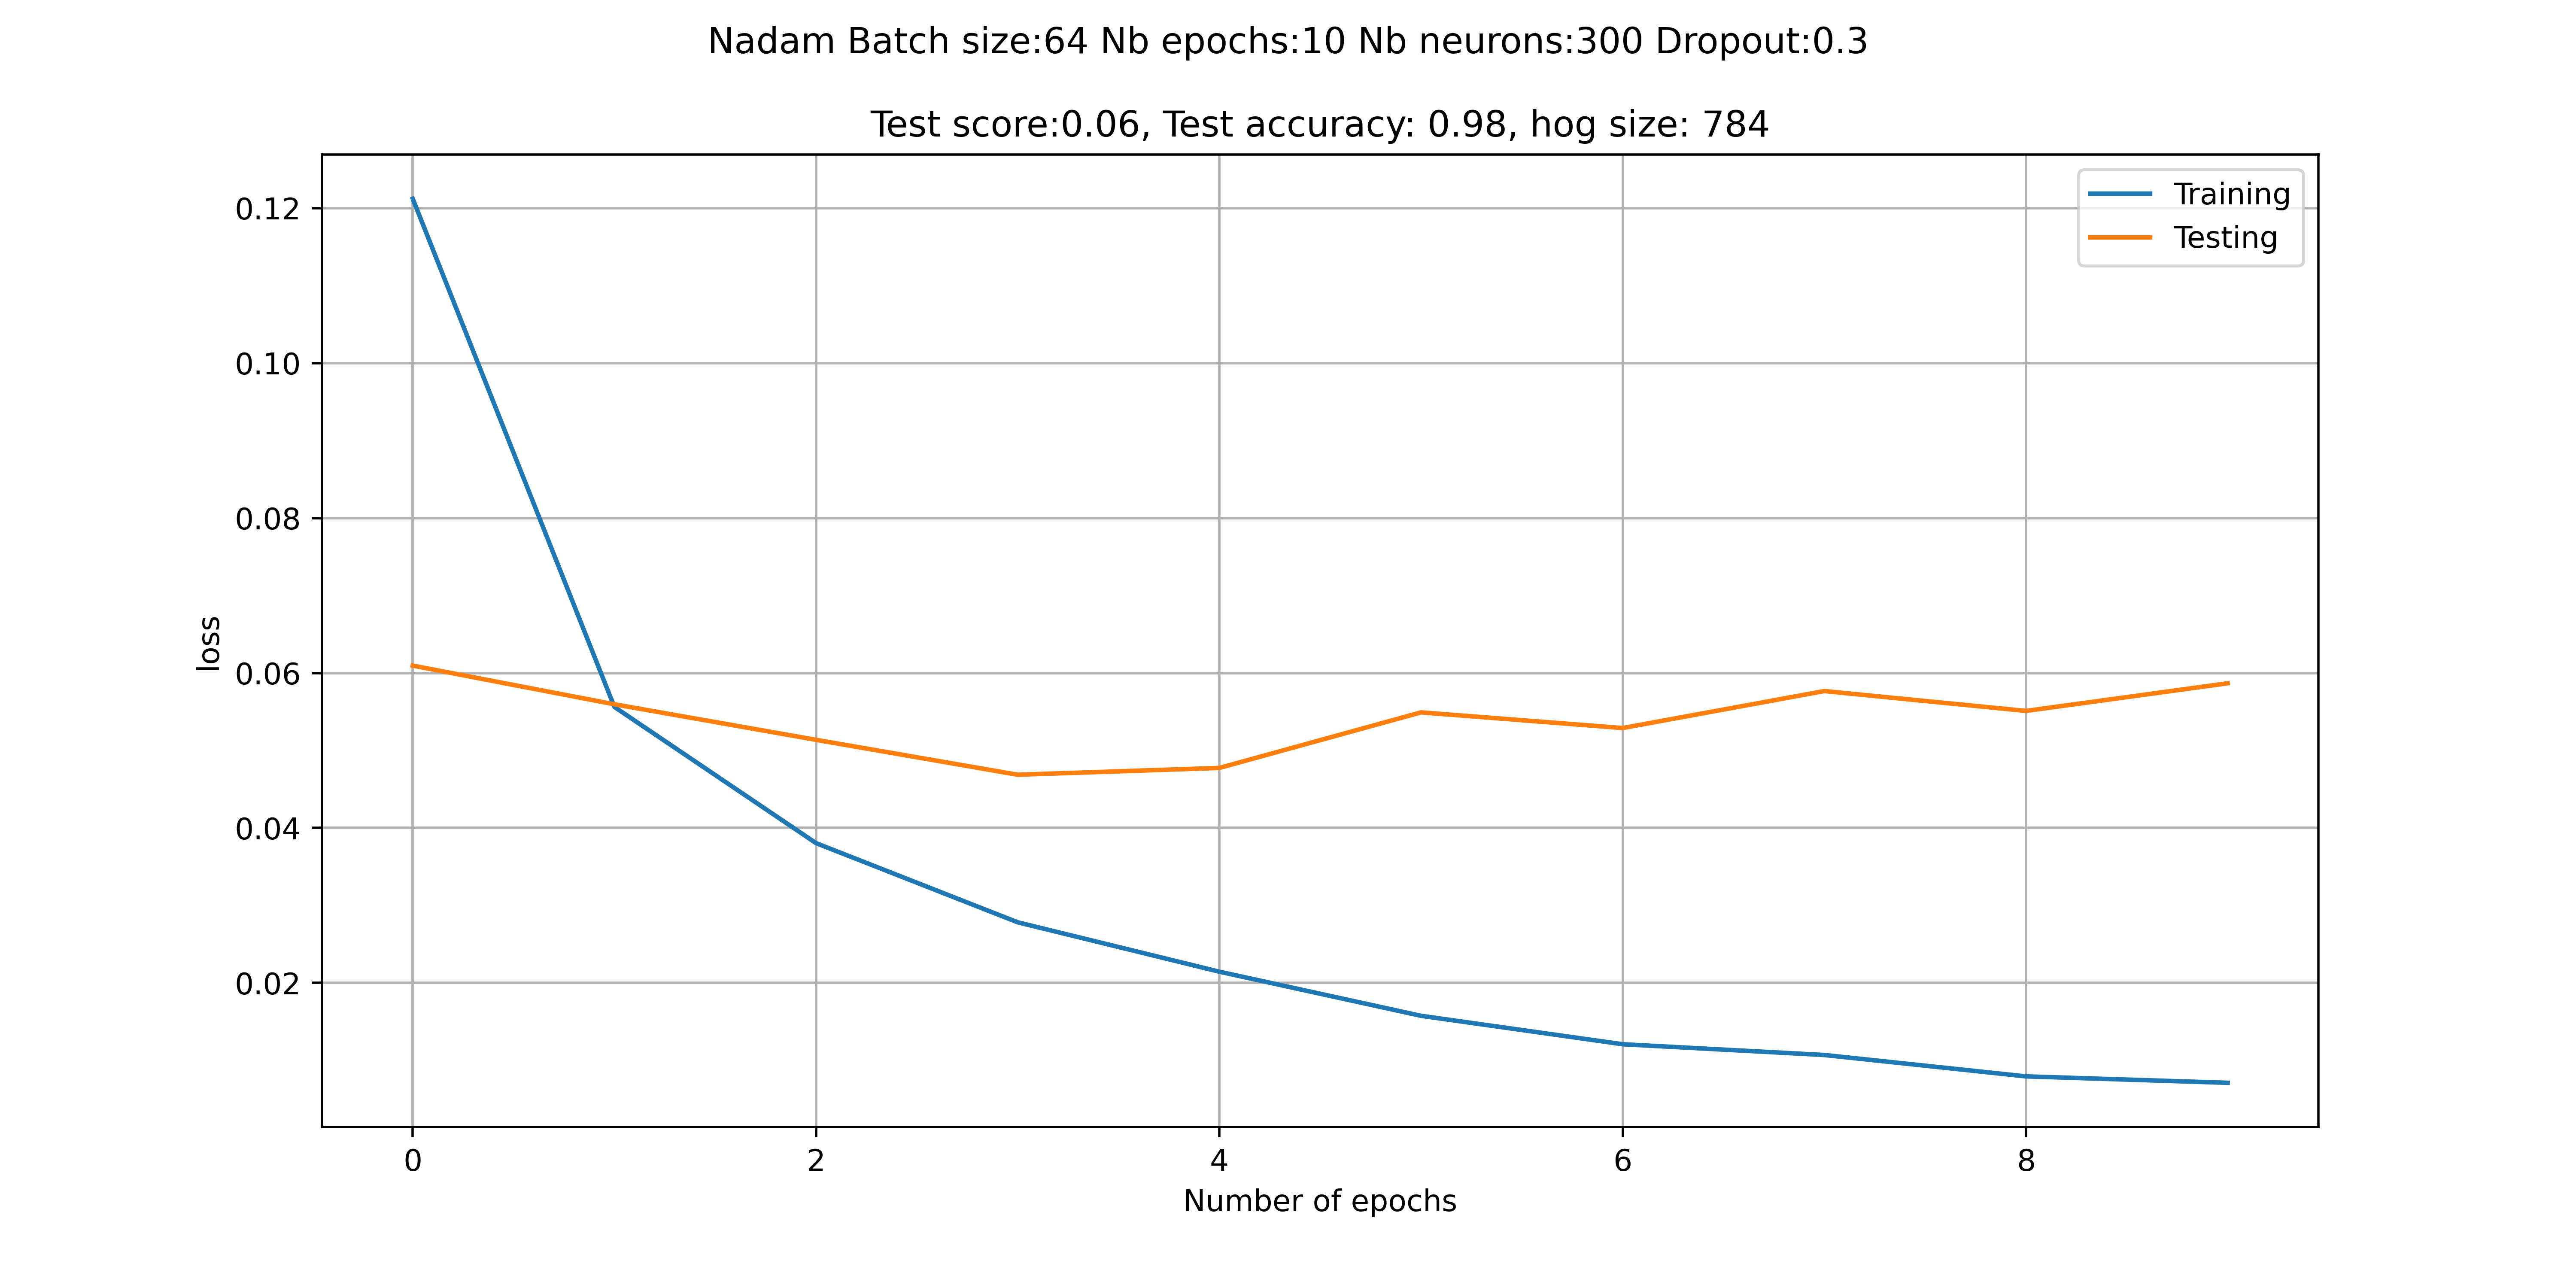 Nadam Batch size:64 Nb epochs:10 Nb neurons:300 Dropout:0.3
Test score:0.06, Test accuracy: 0.98, hog size: 784
Training
Testing
0.12
0.10
0.08
0.06
0.04
0.02
loss
0 2 4 6 8
Number of epochs